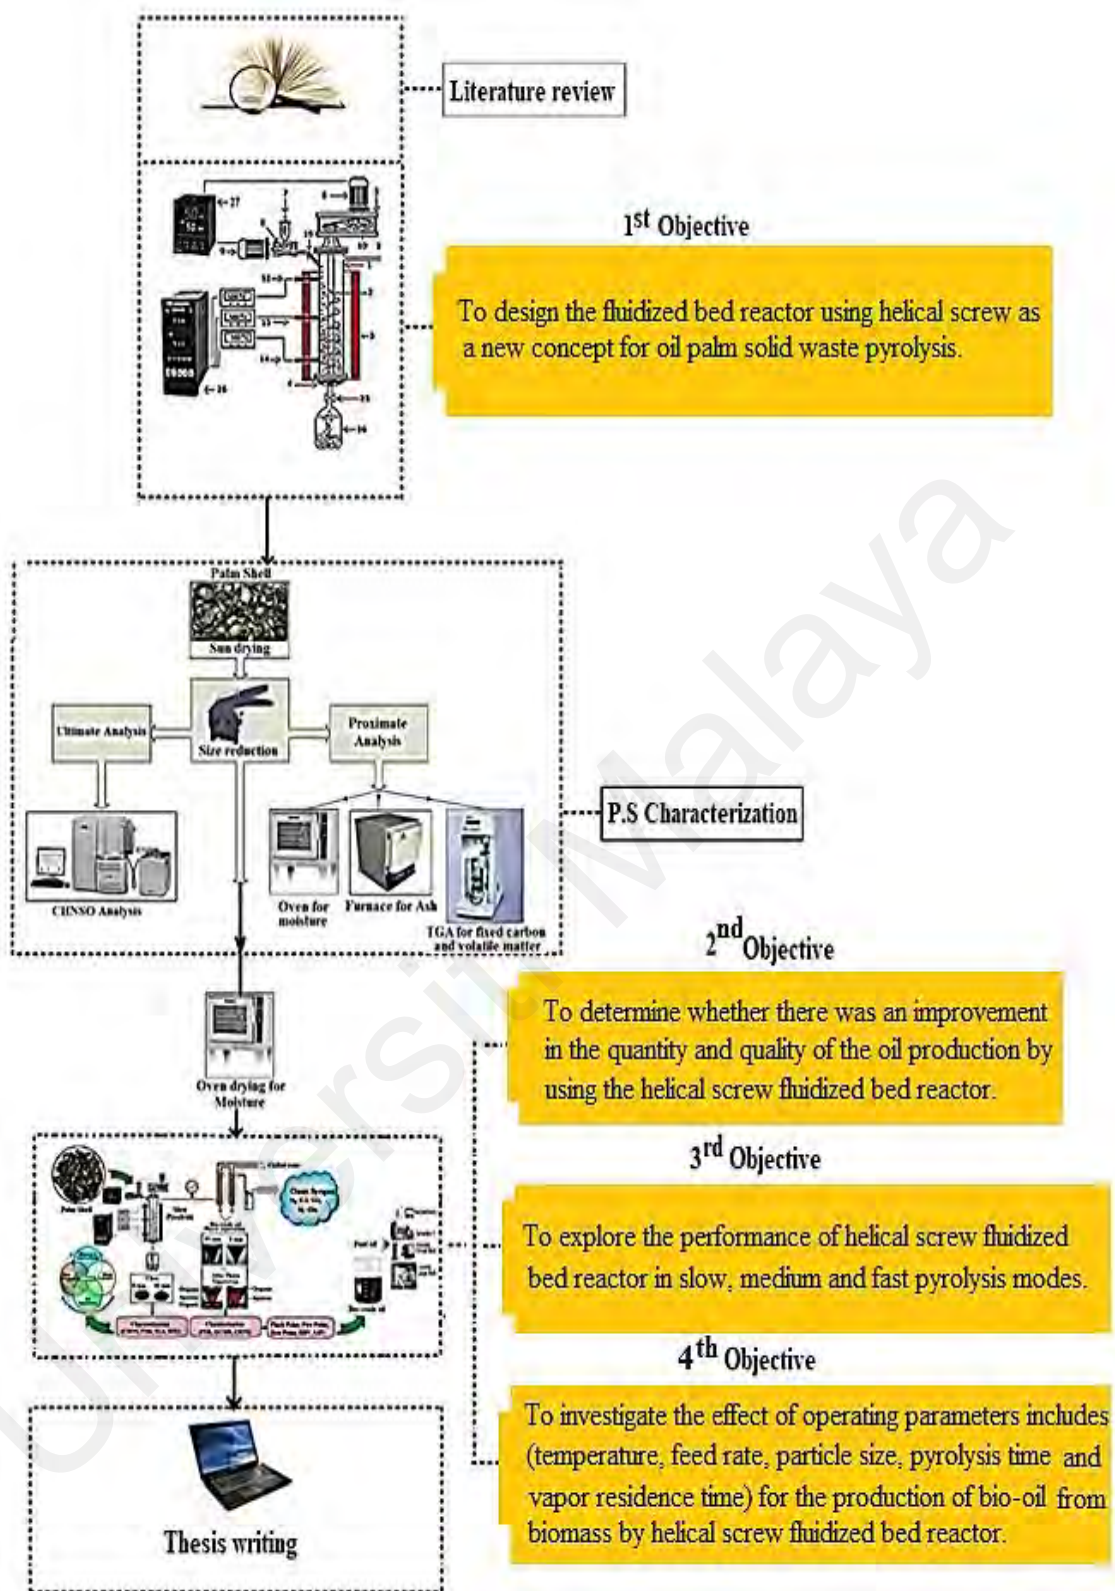 Literature review
1st Objective
To design the fluidized bed reactor using helical screw as
a new concept for oil palm solid waste pyrolysis.
Palm Shell
Sun drying
Ultimate Analysis
Size reduction
Proximate
Analysis
CHNSO Analysis
Oven for
moisture
Furnace for Ash
TGA for fixed carbon
and volatile matter
P.S Characterization
Oven drying for
Moisture
2nd Objective
To determine whether there was an improvement
in the quantity and quality of the oil production by
using the helical screw fluidized bed reactor.
3rd Objective
To explore the performance of helical screw fluidized
bed reactor in slow, medium and fast pyrolysis modes.
4th Objective
To investigate the effect of operating parameters includes
(temperature, feed rate, particle size, pyrolysis time and
vapor residence time) for the production of bio-oil from
biomass by helical screw fluidized bed reactor.
Palm Shell
Thesis writing
Universiti Malaya